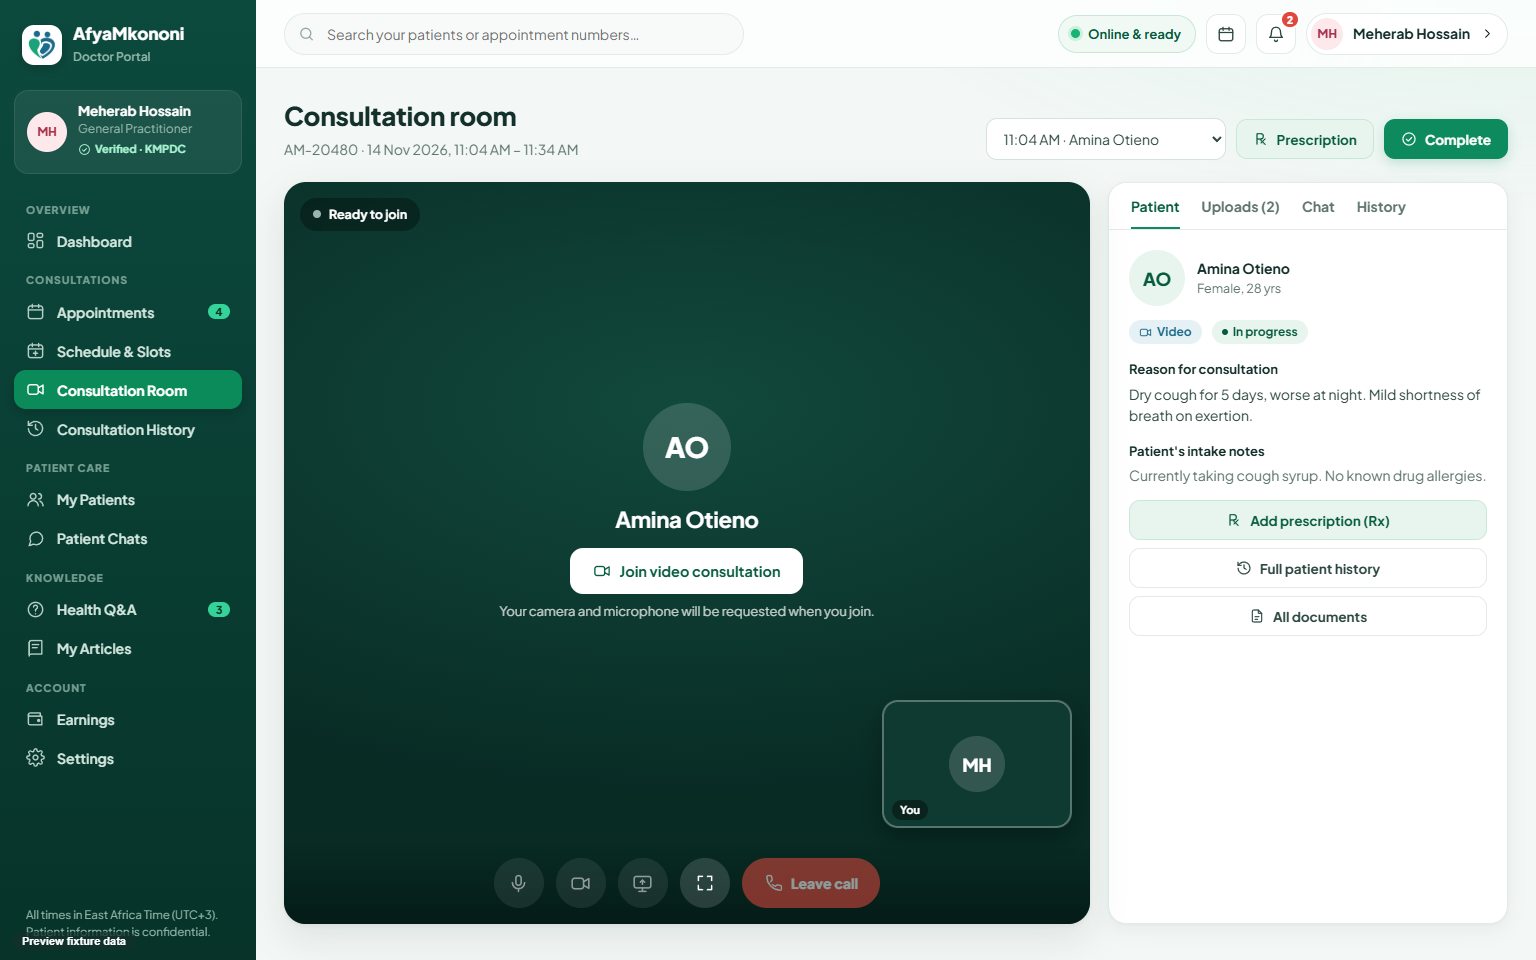 AfyaMkononi
Doctor Portal
MH
Meherab Hossain
General Practitioner
Verified · KMPDC
OVERVIEW
Dashboard
CONSULTATIONS
Appointments 4
Schedule & Slots
Consultation Room
Consultation History
PATIENT CARE
My Patients
Patient Chats
KNOWLEDGE
Health Q&A 3
My Articles
ACCOUNT
Earnings
Settings
All times in East Africa Time (UTC+3).
Patient information is confidential.
Preview fixture data
Search your patients or appointment numbers...
Online & ready
2
MH Meherab Hossain
Consultation room
AM-20480 · 14 Nov 2026, 11:04 AM – 11:34 AM
11:04 AM · Amina Otieno
Prescription
Complete
Ready to join
AO
Amina Otieno
Join video consultation
Your camera and microphone will be requested when you join.
MH
You
Leave call
Patient Uploads (2) Chat History
AO
Amina Otieno
Female, 28 yrs
Video In progress
Reason for consultation
Dry cough for 5 days, worse at night. Mild shortness of
breath on exertion.
Patient's intake notes
Currently taking cough syrup. No known drug allergies.
Add prescription (Rx)
Full patient history
All documents